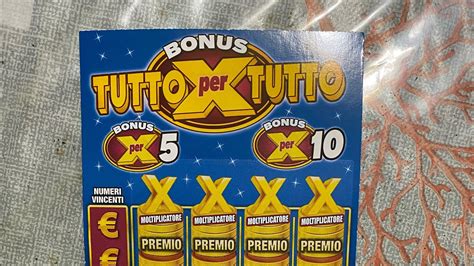 BONUS
TUTTO X per TUTTO
BONUS
X per 5
BONUS
X per 10
NUMERI
VINCENTI
X X X X
MOLTIPLICATORE MOLTIPLICATORE MOLTIPLICATORE MOLTIPLICATORE
PREMIO PREMIO PREMIO PREMIO
€
€